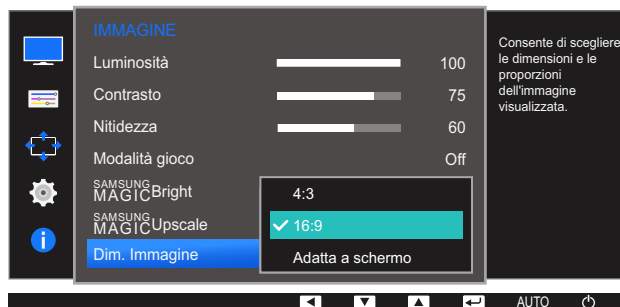 IMMAGINE
Luminosità 100
Contrasto 75
Nitidezza 60
Modalità gioco Off
SAMSUNG MAGIC Bright
SAMSUNG MAGIC Upscale
Dim. Immagine
4:3
16:9
Adatta a schermo
Consente di scegliere
le dimensioni e le
proporzioni
dell'immagine
visualizzata.
AUTO